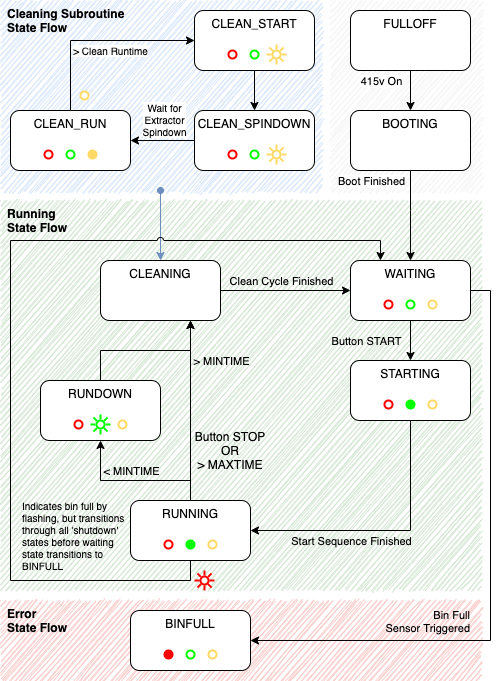 Cleaning Subroutine
State Flow
CLEAN_START
FULLOFF
> Clean Runtime
415v On
CLEAN_RUN
Wait for
Extractor
Spindown
CLEAN_SPINDOWN
BOOTING
Boot Finished
Running
State Flow
CLEANING
Clean Cycle Finished
WAITING
Button START
> MINTIME
STARTING
RUNDOWN
Button STOP
OR
> MAXTIME
< MINTIME
Indicates bin full by
flashing, but transitions
through all 'shutdown'
states before waiting
state transitions to
BINFULL
RUNNING
Start Sequence Finished
Error
State Flow
BINFULL
Bin Full
Sensor Triggered